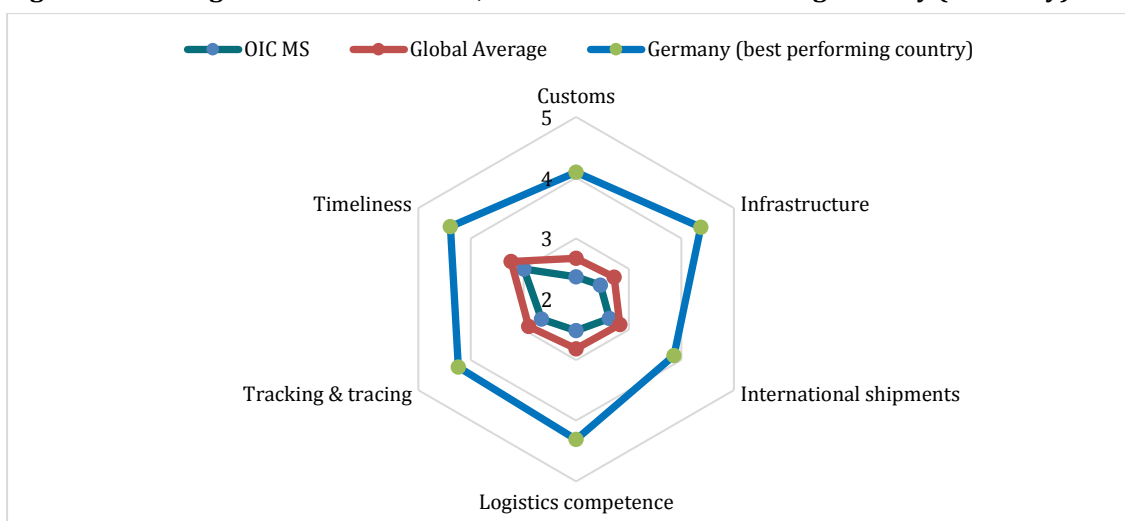 OIC MS Global Average Germany (best performing country)
Customs
5
4
Timeliness Infrastructure
3
2
Tracking & tracing International shipments
Logistics competence